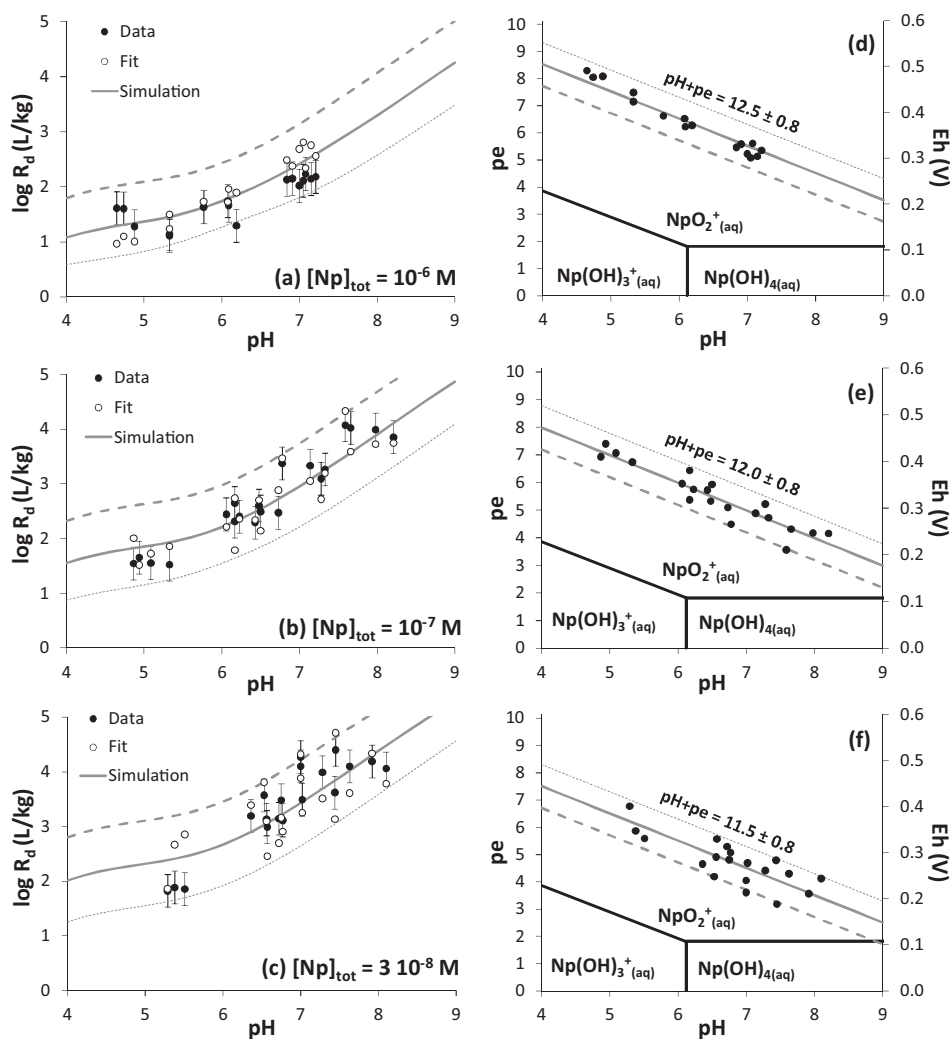 log R_d (L/kg)
5
4
3
2
1
0
Data
Fit
Simulation
(a) [Np]_tot = 10^-6 M
4 5 6 7 8 9
pH
pe
10
9
8
7
6
5
4
3
2
1
0
(d)
pH+pe = 12.5 ± 0.8
NpO₂⁺(aq)
Np(OH)₃⁺(aq) Np(OH)₄(aq)
0.6
0.5
0.4
0.3
0.2
0.1
0.0
Eh (V)
4 5 6 7 8 9
pH
log R_d (L/kg)
5
4
3
2
1
0
Data
Fit
Simulation
(b) [Np]_tot = 10^-7 M
4 5 6 7 8 9
pH
pe
10
9
8
7
6
5
4
3
2
1
0
(e)
pH+pe = 12.0 ± 0.8
NpO₂⁺(aq)
Np(OH)₃⁺(aq) Np(OH)₄(aq)
0.6
0.5
0.4
0.3
0.2
0.1
0.0
Eh (V)
4 5 6 7 8 9
pH
log R_d (L/kg)
5
4
3
2
1
0
Data
Fit
Simulation
(c) [Np]_tot = 3 10^-8 M
4 5 6 7 8 9
pH
pe
10
9
8
7
6
5
4
3
2
1
0
(f)
pH+pe = 11.5 ± 0.8
NpO₂⁺(aq)
Np(OH)₃⁺(aq) Np(OH)₄(aq)
0.6
0.5
0.4
0.3
0.2
0.1
0.0
Eh (V)
4 5 6 7 8 9
pH